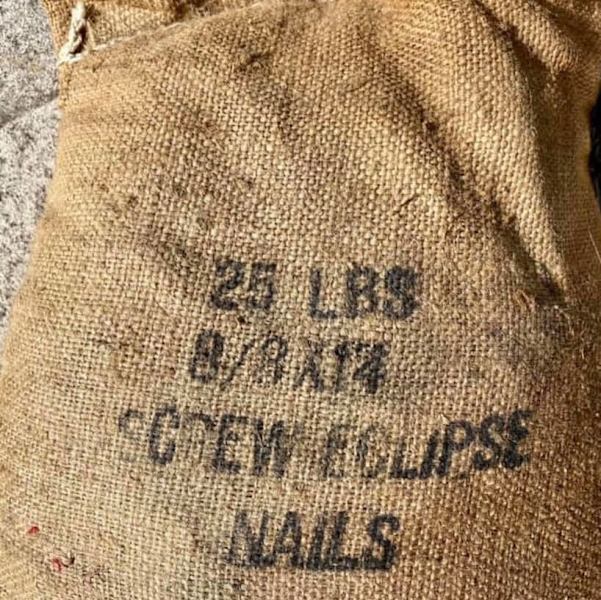 25 LBS
8/8X14
SCREW ECLIPSE
NAILS